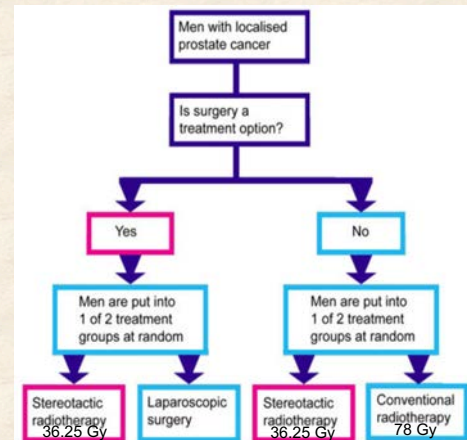 Men with localised
prostate cancer
Is surgery a
treatment option?
Yes
No
Men are put into
1 of 2 treatment
groups at random
Men are put into
1 of 2 treatment
groups at random
Stereotactic
radiotherapy
36.25 Gy
Laparoscopic
surgery
Stereotactic
radiotherapy
36.25 Gy
Conventional
radiotherapy
78 Gy